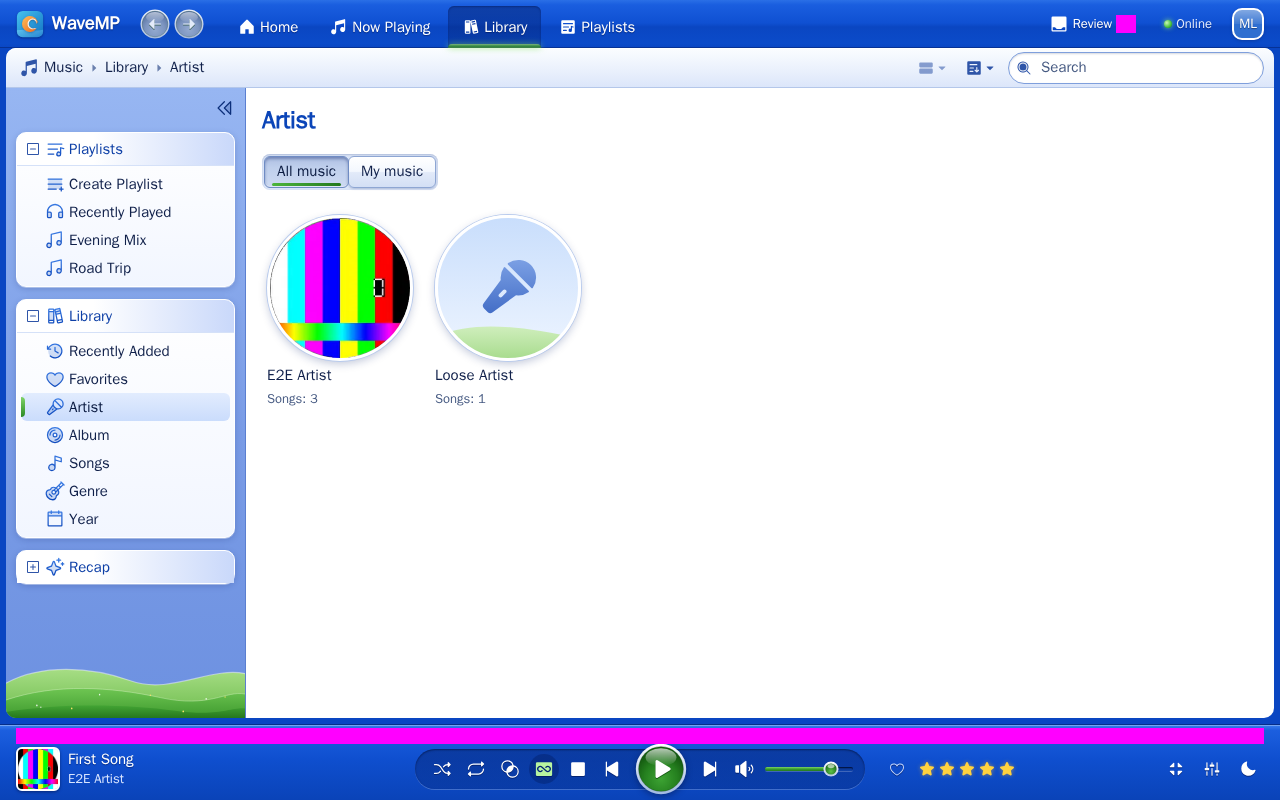 WaveMP
Home
Now Playing
Library
Playlists
Review
Online
ML
Music
Library
Artist
Search
Playlists
Create Playlist
Recently Played
Evening Mix
Road Trip
Library
Recently Added
Favorites
Artist
Album
Songs
Genre
Year
Recap
Artist
All music
My music
E2E Artist
Songs: 3
Loose Artist
Songs: 1
First Song
E2E Artist